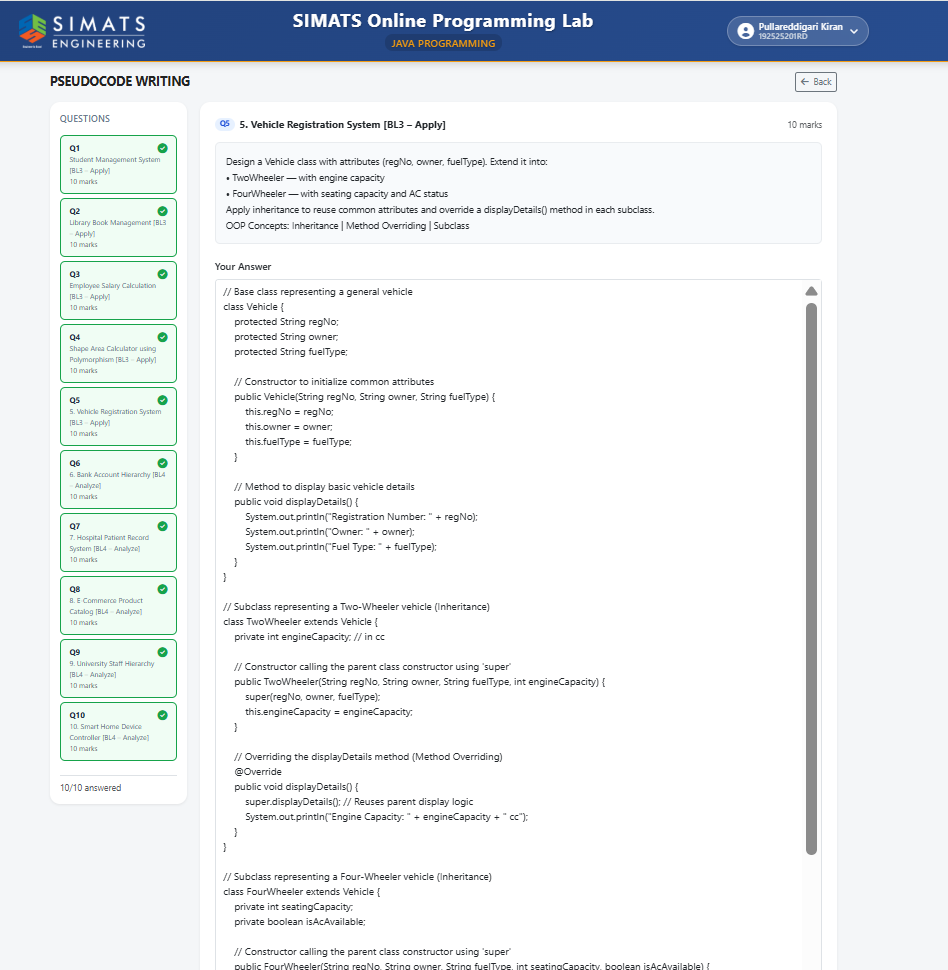 SIMATS
ENGINEERING
SIMATS Online Programming Lab
JAVA PROGRAMMING
Pullareddigari Kiran
192525201RD
PSEUDOCODE WRITING
← Back
QUESTIONS
Q1
Student Management System
[BL3 – Apply]
10 marks
Q2
Library Book Management [BL3
– Apply]
10 marks
Q3
Employee Salary Calculation
[BL3 – Apply]
10 marks
Q4
Shape Area Calculator using
Polymorphism [BL3 – Apply]
10 marks
Q5
5. Vehicle Registration System
[BL3 – Apply]
10 marks
Q6
6. Bank Account Hierarchy [BL4
– Analyze]
10 marks
Q7
7. Hospital Patient Record
System [BL4 – Analyze]
10 marks
Q8
8. E-Commerce Product
Catalog [BL4 – Analyze]
10 marks
Q9
9. University Staff Hierarchy
[BL4 – Analyze]
10 marks
Q10
10. Smart Home Device
Controller [BL4 – Analyze]
10 marks
10/10 answered
Q5 5. Vehicle Registration System [BL3 – Apply] 10 marks
Design a Vehicle class with attributes (regNo, owner, fuelType). Extend it into:
• TwoWheeler — with engine capacity
• FourWheeler — with seating capacity and AC status
Apply inheritance to reuse common attributes and override a displayDetails() method in each subclass.
OOP Concepts: Inheritance | Method Overriding | Subclass
Your Answer
// Base class representing a general vehicle
class Vehicle {
protected String regNo;
protected String owner;
protected String fuelType;
// Constructor to initialize common attributes
public Vehicle(String regNo, String owner, String fuelType) {
this.regNo = regNo;
this.owner = owner;
this.fuelType = fuelType;
}
// Method to display basic vehicle details
public void displayDetails() {
System.out.println("Registration Number: " + regNo);
System.out.println("Owner: " + owner);
System.out.println("Fuel Type: " + fuelType);
}
}
// Subclass representing a Two-Wheeler vehicle (Inheritance)
class TwoWheeler extends Vehicle {
private int engineCapacity; // in cc
// Constructor calling the parent class constructor using 'super'
public TwoWheeler(String regNo, String owner, String fuelType, int engineCapacity) {
super(regNo, owner, fuelType);
this.engineCapacity = engineCapacity;
}
// Overriding the displayDetails method (Method Overriding)
@Override
public void displayDetails() {
super.displayDetails(); // Reuses parent display logic
System.out.println("Engine Capacity: " + engineCapacity + " cc");
}
}
// Subclass representing a Four-Wheeler vehicle (Inheritance)
class FourWheeler extends Vehicle {
private int seatingCapacity;
private boolean isAcAvailable;
// Constructor calling the parent class constructor using 'super'
public FourWheeler(String regNo, String owner, String fuelType, int seatingCapacity, boolean isAcAvailable) {